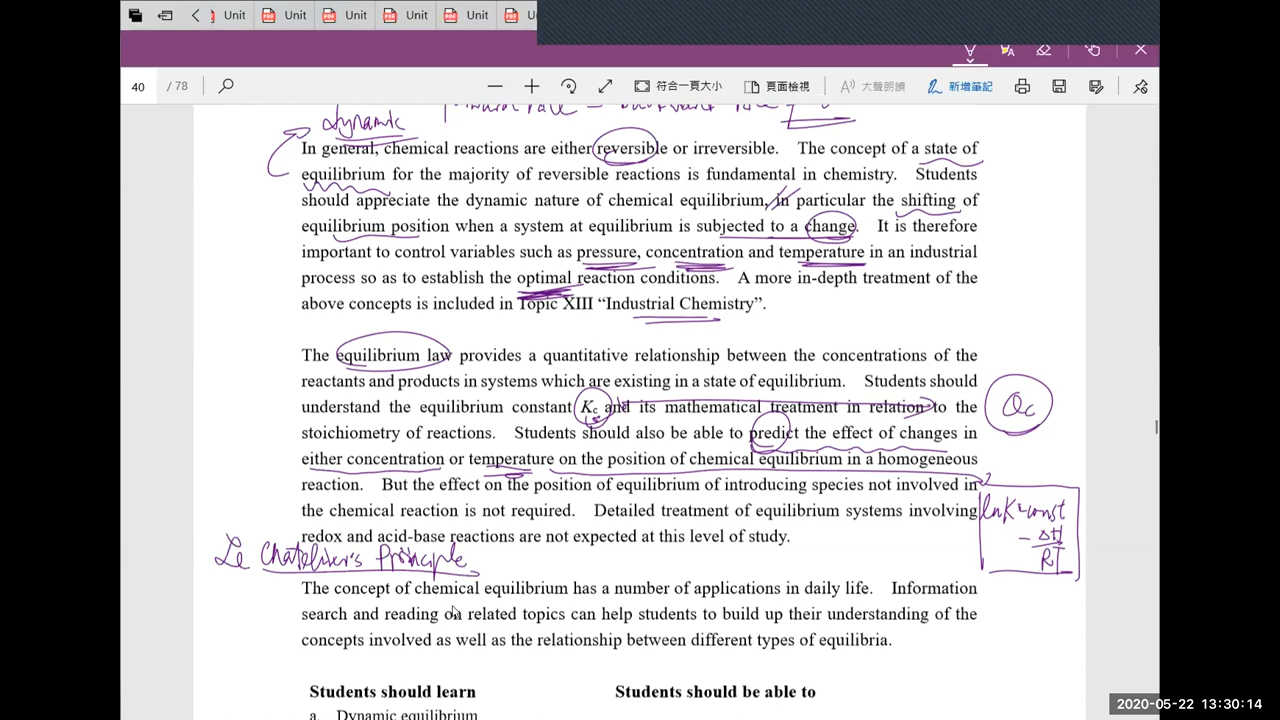 Unit Unit Unit Unit Unit
40 / 78 符合一頁大小 頁面檢視 大聲朗讀 新增筆記
Dynamic
In general, chemical reactions are either reversible or irreversible. The concept of a state of
equilibrium for the majority of reversible reactions is fundamental in chemistry. Students
should appreciate the dynamic nature of chemical equilibrium, in particular the shifting of
equilibrium position when a system at equilibrium is subjected to a change. It is therefore
important to control variables such as pressure, concentration and temperature in an industrial
process so as to establish the optimal reaction conditions. A more in-depth treatment of the
above concepts is included in Topic XIII “Industrial Chemistry”.
The equilibrium law provides a quantitative relationship between the concentrations of the
reactants and products in systems which are existing in a state of equilibrium. Students should
understand the equilibrium constant Kc and its mathematical treatment in relation to the
Qc
stoichiometry of reactions. Students should also be able to predict the effect of changes in
either concentration or temperature on the position of chemical equilibrium in a homogeneous
reaction. But the effect on the position of equilibrium of introducing species not involved in
the chemical reaction is not required. Detailed treatment of equilibrium systems involving
redox and acid-base reactions are not expected at this level of study.
lnK=const
- ΔH
RT
Le Chatelier's Principle
The concept of chemical equilibrium has a number of applications in daily life. Information
search and reading on related topics can help students to build up their understanding of the
concepts involved as well as the relationship between different types of equilibria.
Students should learn Students should be able to
a. Dynamic equilibrium
2020-05-22 13:30:14